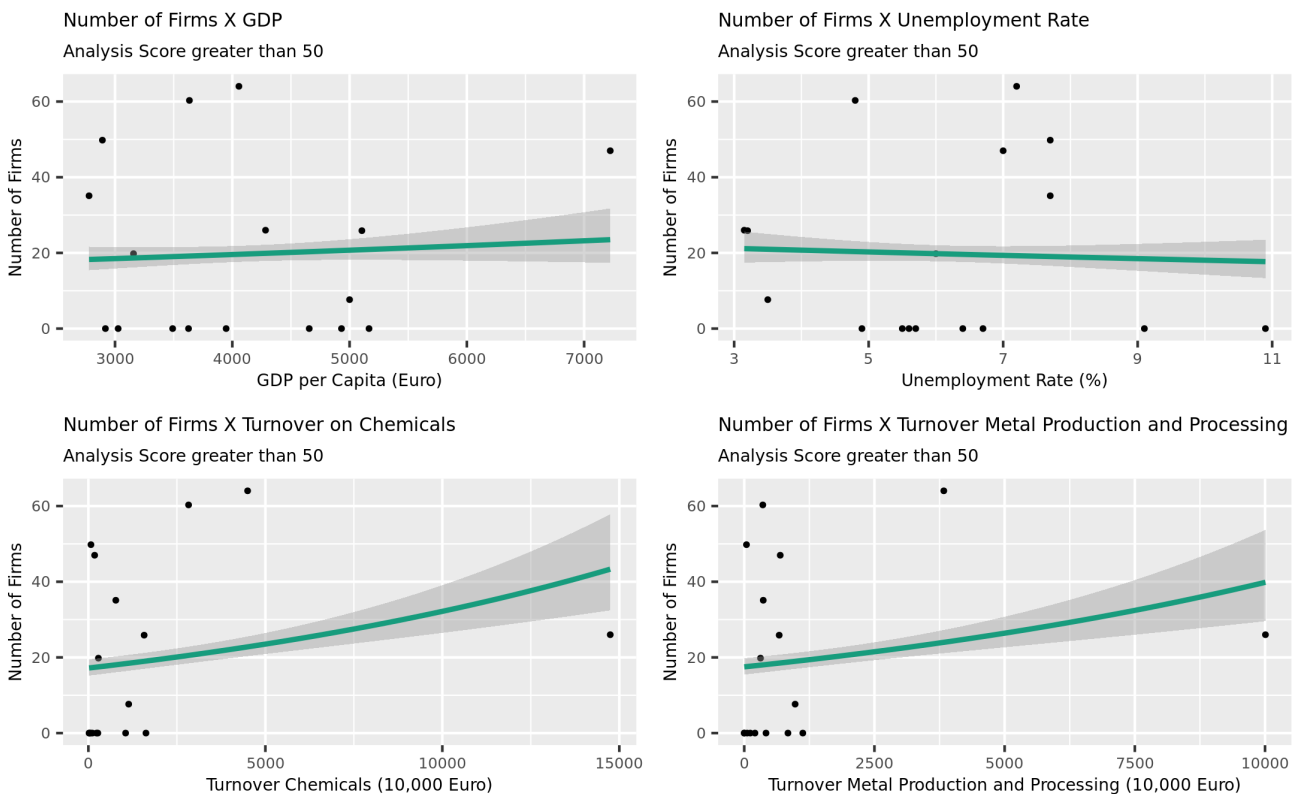 Number of Firms X GDP
Analysis Score greater than 50
Number of Firms
60
40
20
0
3000 4000 5000 6000 7000
GDP per Capita (Euro)
Number of Firms X Unemployment Rate
Analysis Score greater than 50
Number of Firms
60
40
20
0
3 5 7 9 11
Unemployment Rate (%)
Number of Firms X Turnover on Chemicals
Analysis Score greater than 50
Number of Firms
60
40
20
0
0 5000 10000 15000
Turnover Chemicals (10,000 Euro)
Number of Firms X Turnover Metal Production and Processing
Analysis Score greater than 50
Number of Firms
60
40
20
0
0 2500 5000 7500 10000
Turnover Metal Production and Processing (10,000 Euro)